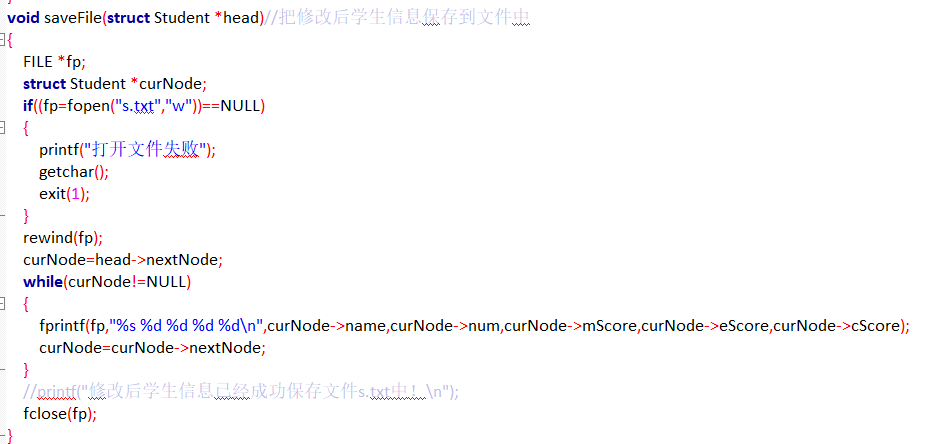 void saveFile(struct Student *head)//把修改后学生信息保存到文件中
{
FILE *fp;
struct Student *curNode;
if((fp=fopen("s.txt","w"))==NULL)
{
printf("打开文件失败");
getchar();
exit(1);
}
rewind(fp);
curNode=head->nextNode;
while(curNode!=NULL)
{
fprintf(fp,"%s %d %d %d %d\n",curNode->name,curNode->num,curNode->mScore,curNode->eScore,curNode->cScore);
curNode=curNode->nextNode;
}
//printf("修改后学生信息已经成功保存文件s.txt中！\n");
fclose(fp);
}